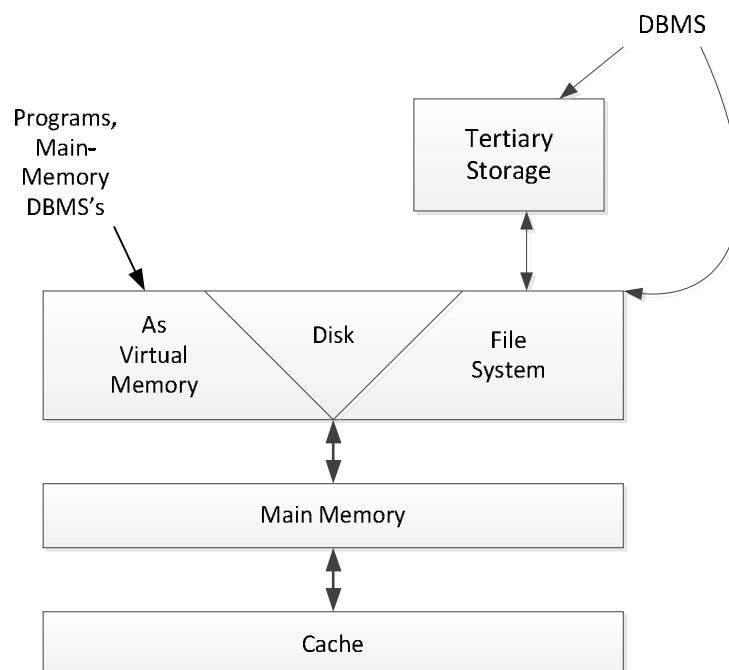 DBMS
Programs,
Main-
Memory
DBMS's
Tertiary
Storage
As
Virtual
Memory
Disk
File
System
Main Memory
Cache